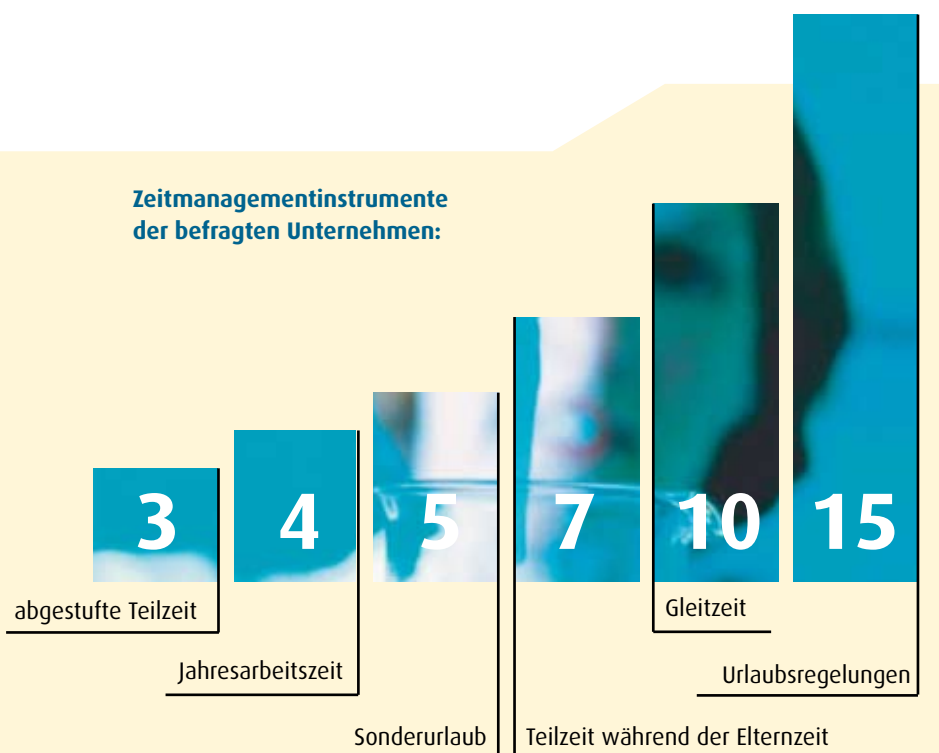 Zeitmanagementinstrumente
der befragten Unternehmen:
3
4
5
7
10
15
abgestufte Teilzeit
Gleitzeit
Jahresarbeitszeit
Urlaubsregelungen
Sonderurlaub
Teilzeit während der Elternzeit